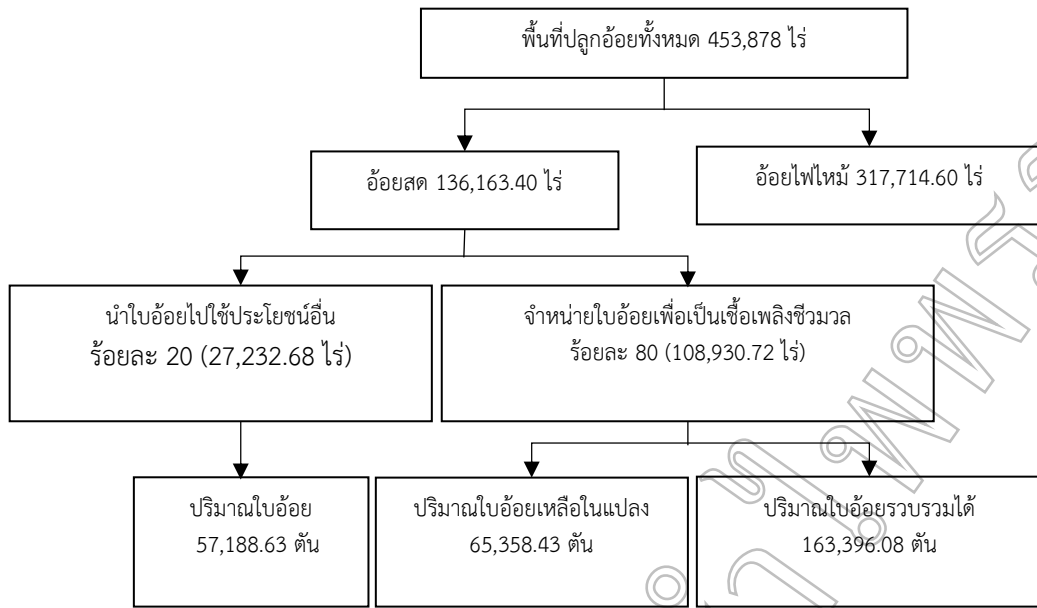 พื้นที่ปลูกอ้อยทั้งหมด 453,878 ไร่
อ้อยสด 136,163.40 ไร่
อ้อยไฟไหม้ 317,714.60 ไร่
นำใบอ้อยไปใช้ประโยชน์อื่น
ร้อยละ 20 (27,232.68 ไร่)
จำหน่ายใบอ้อยเพื่อเป็นเชื้อเพลิงชีวมวล
ร้อยละ 80 (108,930.72 ไร่)
ปริมาณใบอ้อย
57,188.63 ตัน
ปริมาณใบอ้อยเหลือในแปลง
65,358.43 ตัน
ปริมาณใบอ้อยรวบรวมได้
163,396.08 ตัน